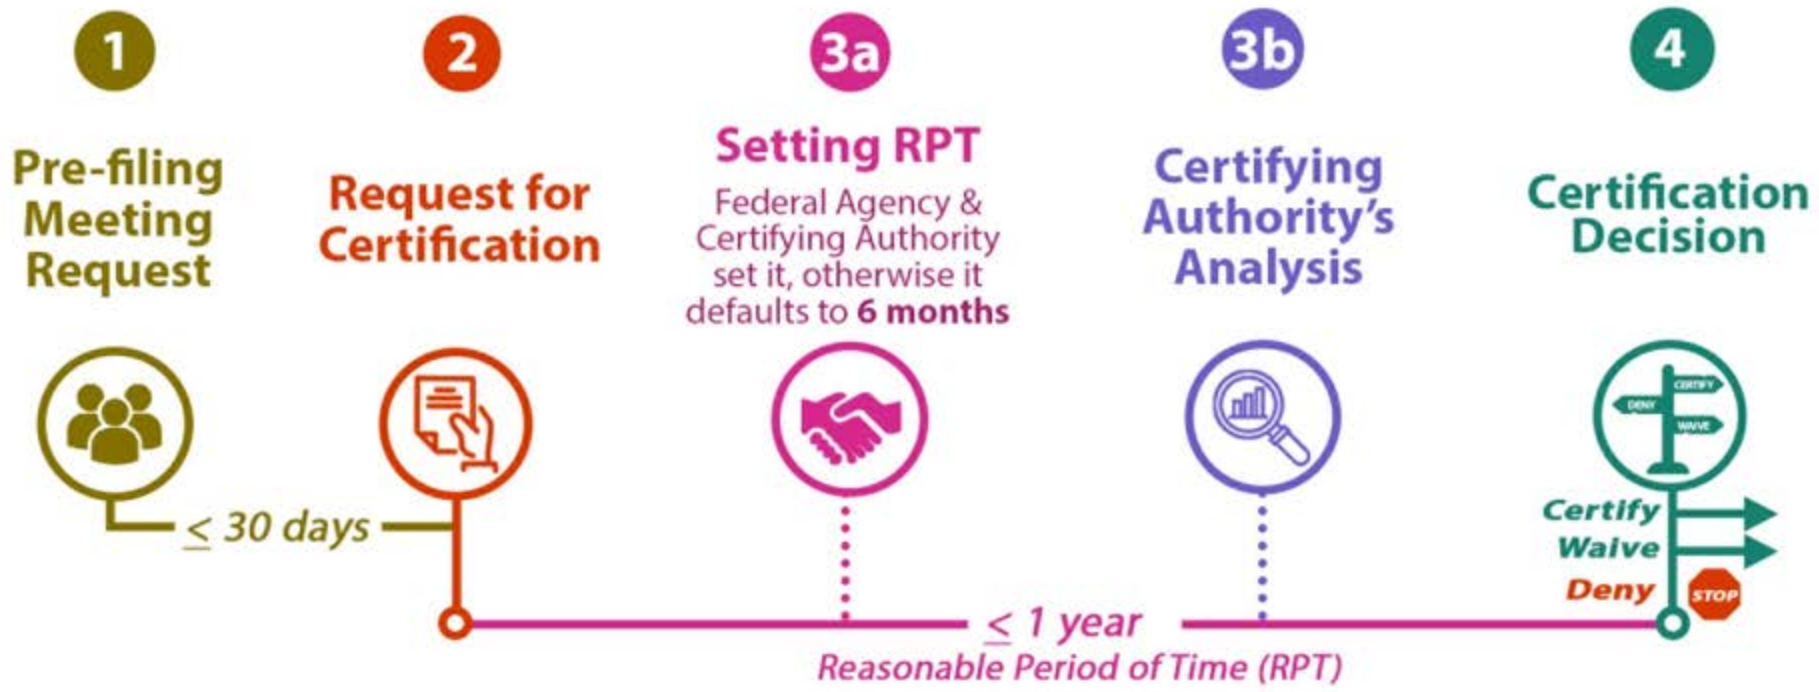 1
Pre-filing
Meeting
Request
2
Request for
Certification
3a
Setting RPT
Federal Agency &
Certifying Authority
set it, otherwise it
defaults to 6 months
3b
Certifying
Authority's
Analysis
4
Certification
Decision
CERTIFY
DENY
WAIVE
≤ 30 days
Certify
Waive
Deny
STOP
≤ 1 year
Reasonable Period of Time (RPT)